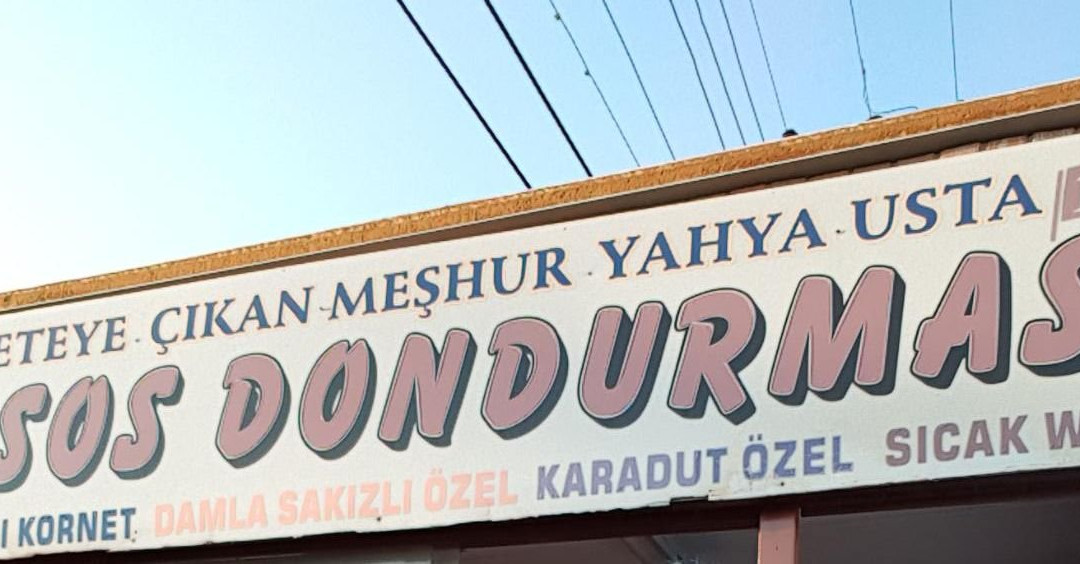 ETEYE ÇIKAN MEŞHUR YAHYA USTA
SOS DONDURMAS
I KORNET DAMLA SAKIZLI ÖZEL KARADUT ÖZEL SICAK W